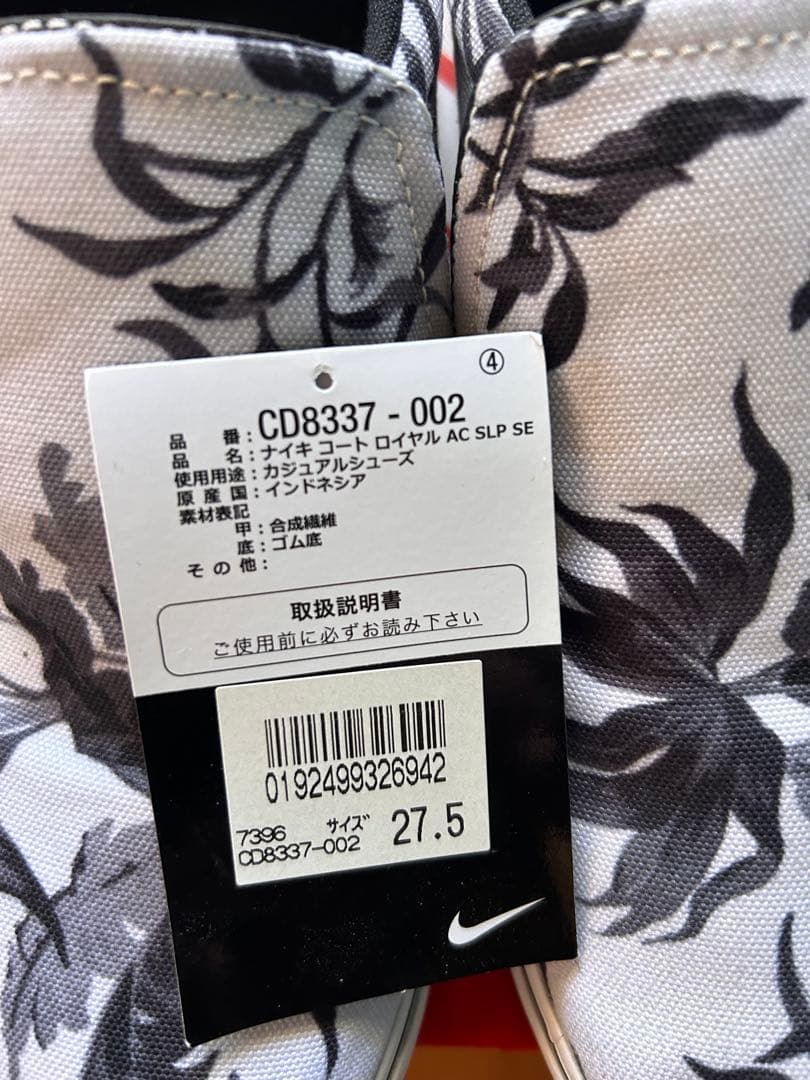 ④
品番：CD8337-002
品名：ナイキ コート ロイヤル AC SLP SE
使用用途：カジュアルシューズ
原産国：インドネシア
素材表記
甲：合成繊維
底：ゴム底
その他：
取扱説明書
ご使用前に必ずお読み下さい
0192499326942
7396 サイズ 27.5
CD8337-002